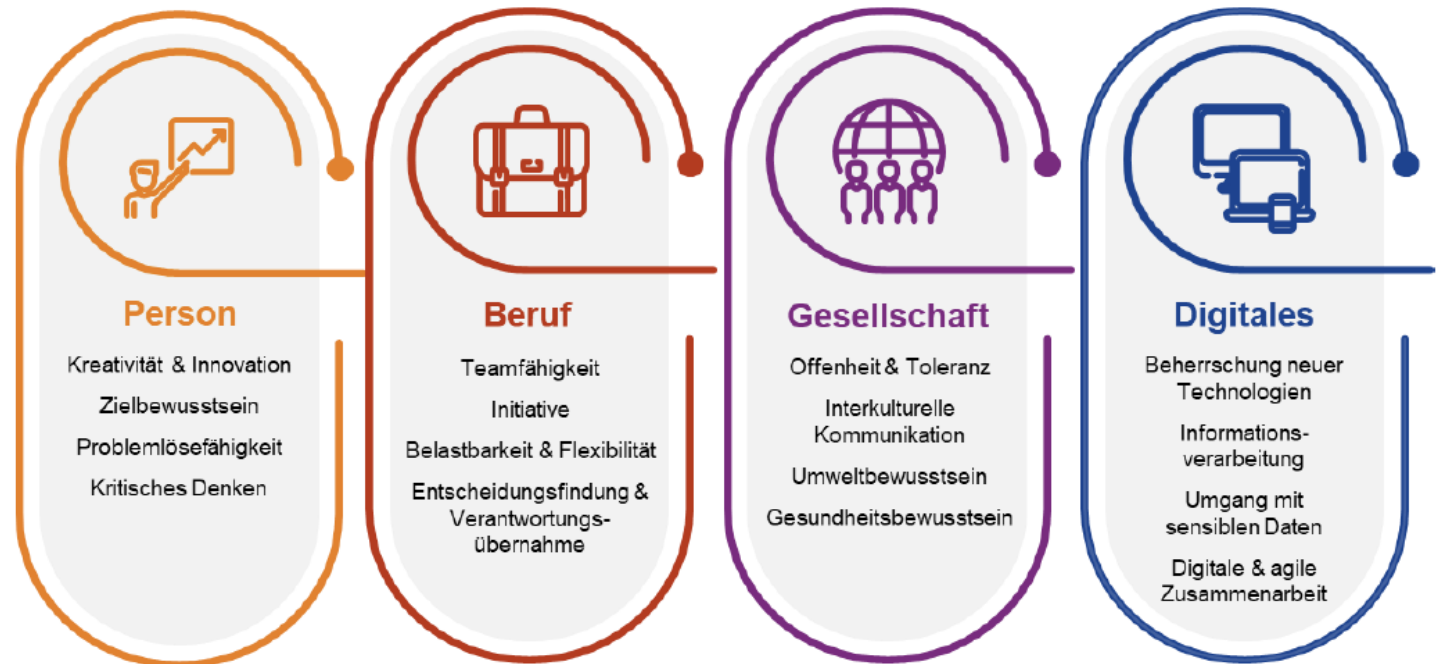 Person
Kreativität & Innovation
Zielbewusstsein
Problemlösefähigkeit
Kritisches Denken
Beruf
Teamfähigkeit
Initiative
Belastbarkeit & Flexibilität
Entscheidungsfindung &
Verantwortungs-
übernahme
Gesellschaft
Offenheit & Toleranz
Interkulturelle
Kommunikation
Umweltbewusstsein
Gesundheitsbewusstsein
Digitales
Beherrschung neuer
Technologien
Informations-
verarbeitung
Umgang mit
sensiblen Daten
Digitale & agile
Zusammenarbeit